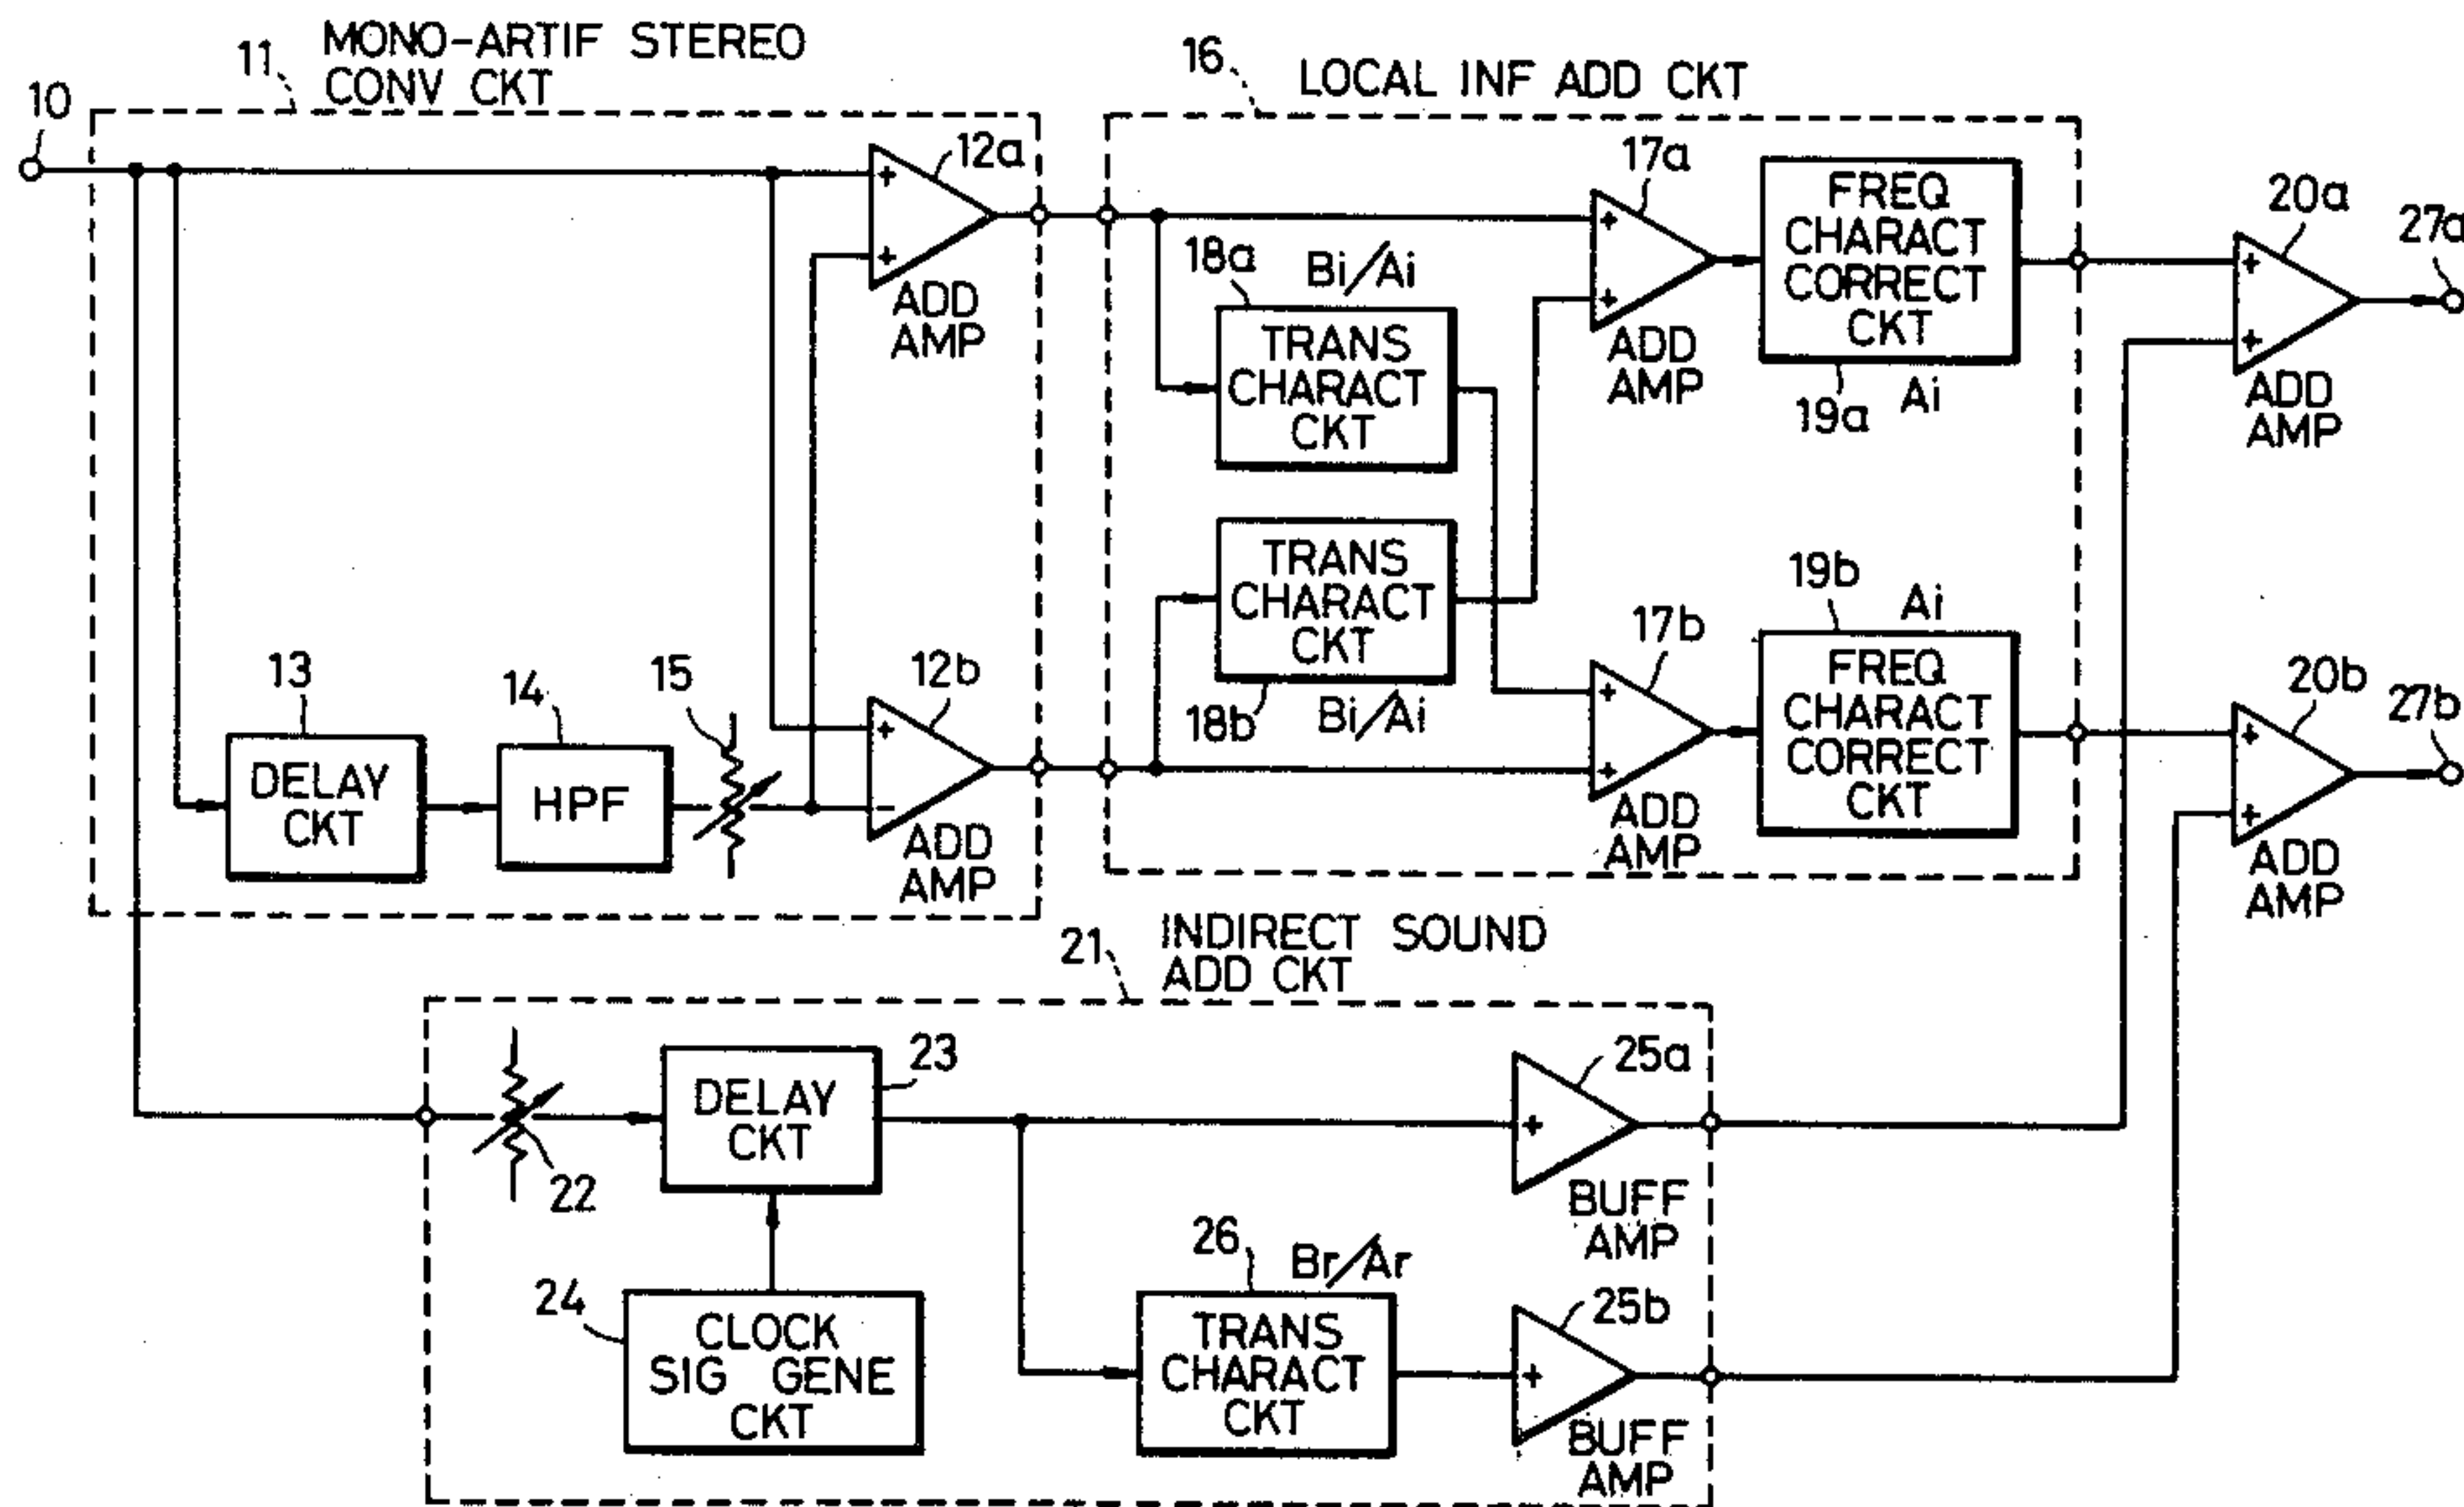 MONO-ARTIF STEREO
CONV CKT
11
10
12a
+
+
ADD
AMP
13
DELAY
CKT
14
HPF
15
12b
+
-
ADD
AMP
16
LOCAL INF ADD CKT
18a
Bi/Ai
TRANS
CHARACT
CKT
TRANS
CHARACT
CKT
18b
Bi/Ai
17a
+
+
ADD
AMP
FREQ
CHARACT
CORRECT
CKT
19a
Ai
17b
+
+
ADD
AMP
19b
Ai
FREQ
CHARACT
CORRECT
CKT
20a
+
+
ADD
AMP
27a
20b
+
+
ADD
AMP
27b
21
INDIRECT SOUND
ADD CKT
22
23
DELAY
CKT
24
CLOCK
SIG GENE
CKT
25a
+
BUFF
AMP
26
Br/Ar
TRANS
CHARACT
CKT
25b
+
BUFF
AMP